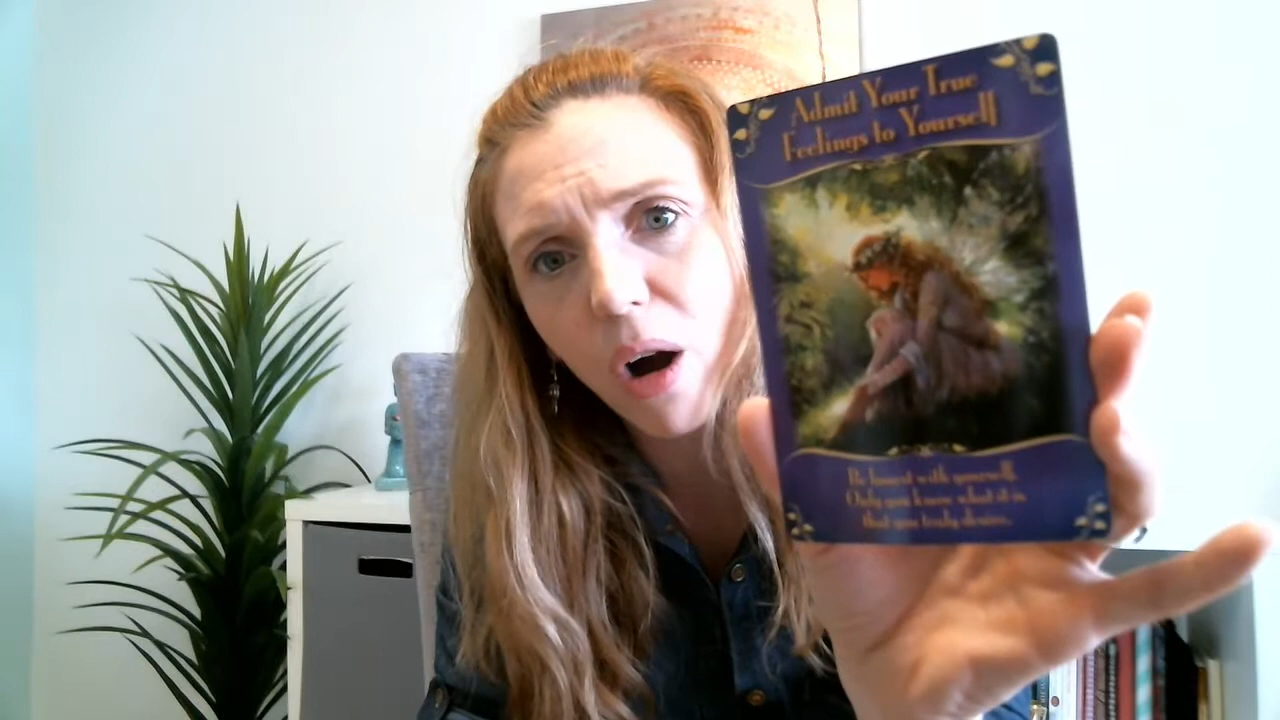 Admit Your True
Feelings to Yourself
Be honest with yourself.
Only you know what it is
that you truly desire.